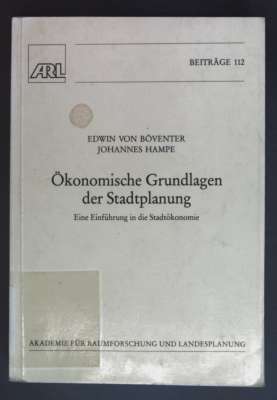 ARL
BEITRÄGE 112
EDWIN VON BÖVENTER
JOHANNES HAMPE
Ökonomische Grundlagen
der Stadtplanung
Eine Einführung in die Stadtökonomie
AKADEMIE FÜR RAUMFORSCHUNG UND LANDESPLANUNG